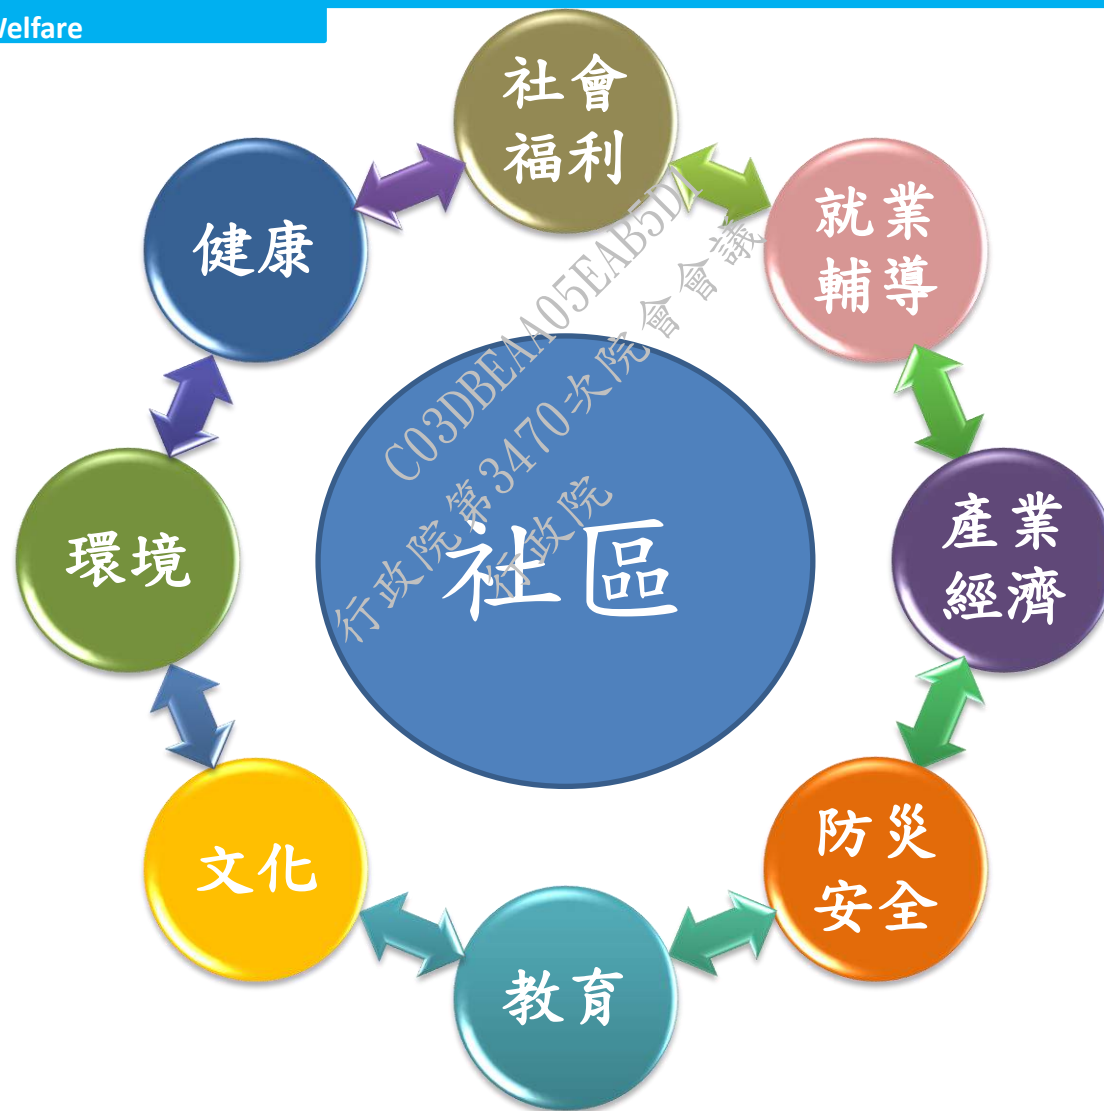 Welfare
社會
福利
就業
輔導
產業
經濟
防災
安全
教育
文化
環境
健康
社區
C03DBEAA05EAB5D1
行政院第3470次院會會議
行政院